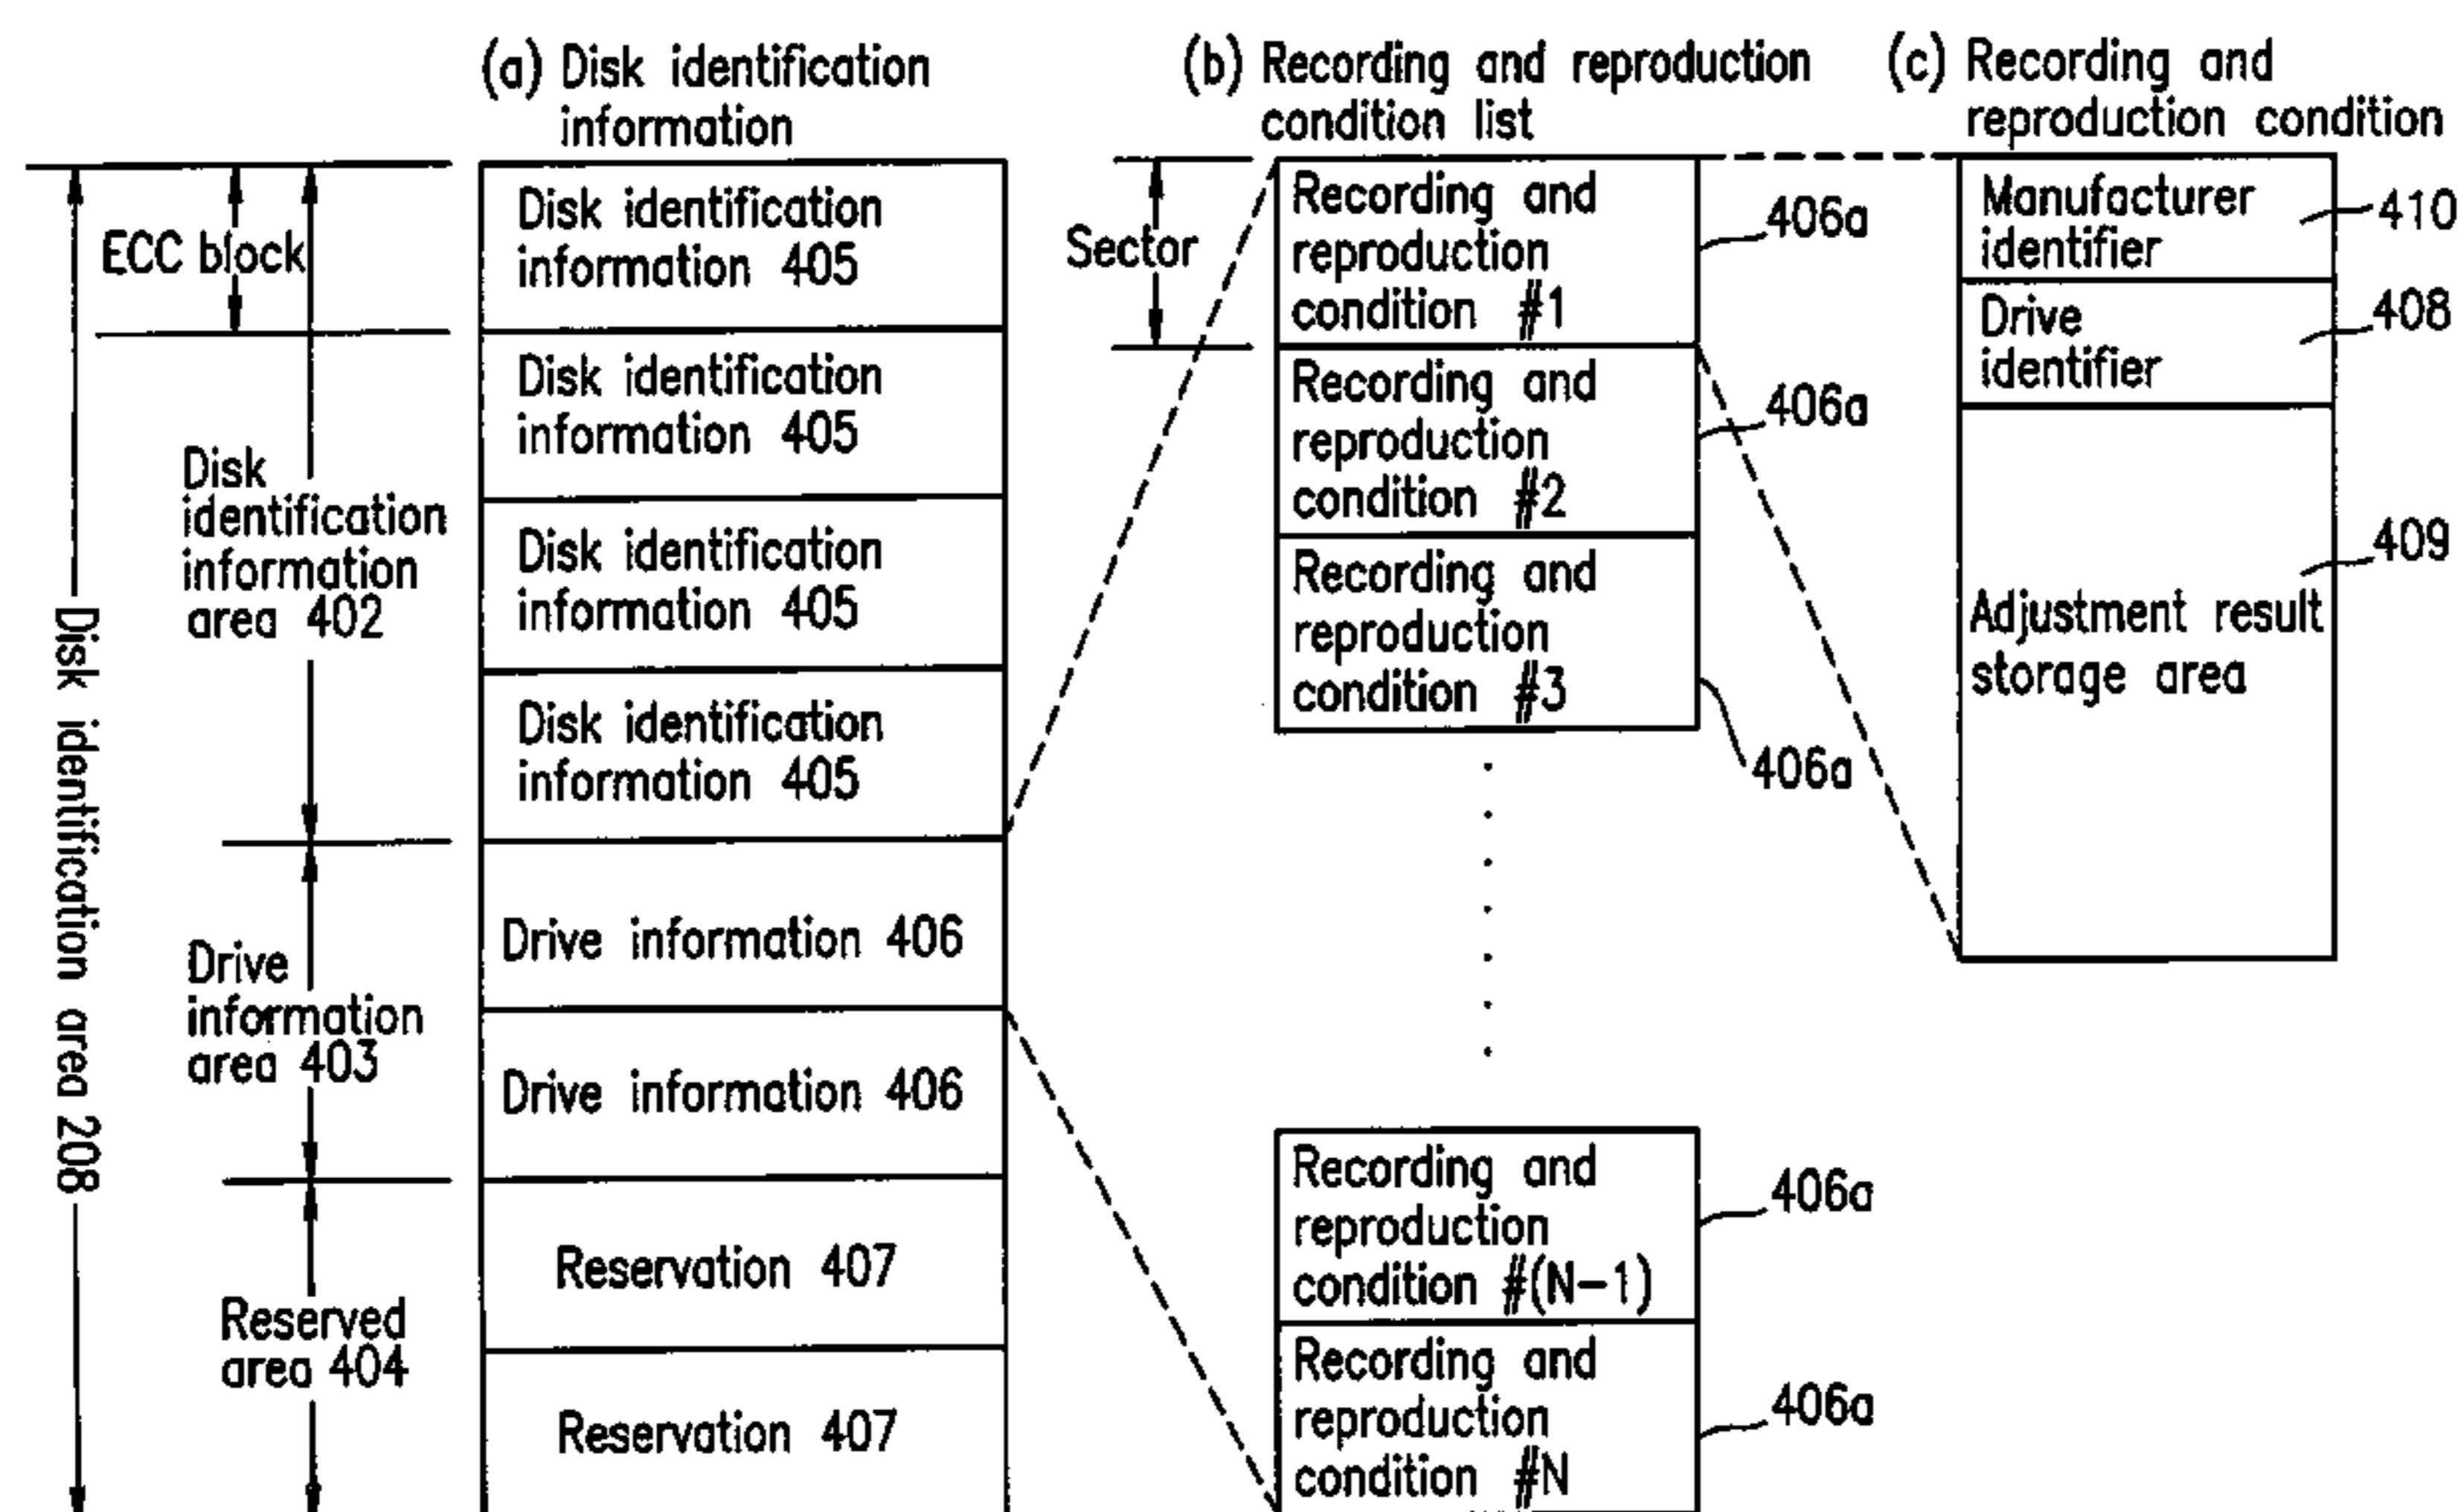 (a) Disk identification
information
(b) Recording and reproduction
condition list
(c) Recording and
reproduction condition
Disk identification area 208
ECC block
Disk
identification
information
area 402
Drive
information
area 403
Reserved
area 404
Disk identification
information 405
Disk identification
information 405
Disk identification
information 405
Disk identification
information 405
Drive information 406
Drive information 406
Reservation 407
Reservation 407
Sector
Recording and
reproduction
condition #1
406a
Recording and
reproduction
condition #2
406a
Recording and
reproduction
condition #3
406a
Recording and
reproduction
condition #(N-1)
406a
Recording and
reproduction
condition #N
406a
Manufacturer
identifier
410
Drive
identifier
408
Adjustment result
storage area
409